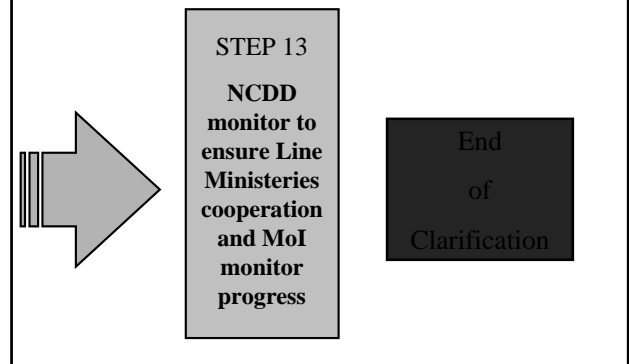 STEP 13
NCDD
monitor to
ensure Line
Ministeries
cooperation
and MoI
monitor
progress
End
of
Clarification